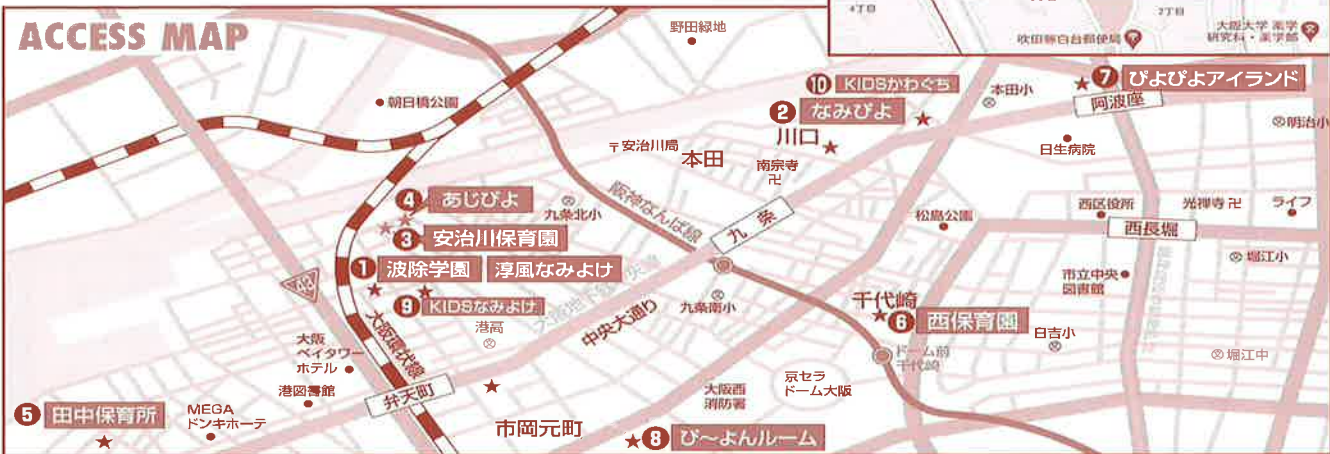 ACCESS MAP
野田緑地
4丁目
2丁目
吹田藤白台郵便局
大阪大学 薬学
研究科・薬学部
朝日橋公園
10 KIDSかわぐち
本田小
7 ぴよぴよアイランド
阿波座
明治小
2 なみぴよ
川口
〒安治川局
本田
南宗寺
卍
日生病院
4 あじぴよ
九条北小
阪神なんば線
九条
松島公園
西区役所
光禅寺 卍
ライフ
西長堀
3 安治川保育園
1 波除学園
淳風なみよけ
堀江小
市立中央
図書館
43
9 KIDSなみよけ
港高
中央大通り
九条南小
千代崎
6 西保育園
日吉小
大阪環状線
大阪
ベイタワー
ホテル
港図書館
ドーム前
千代崎
堀江中
弁天町
大阪西
消防署
京セラ
ドーム大阪
5 田中保育所
MEGA
ドンキホーテ
市岡元町
8 ぴ〜よんルーム